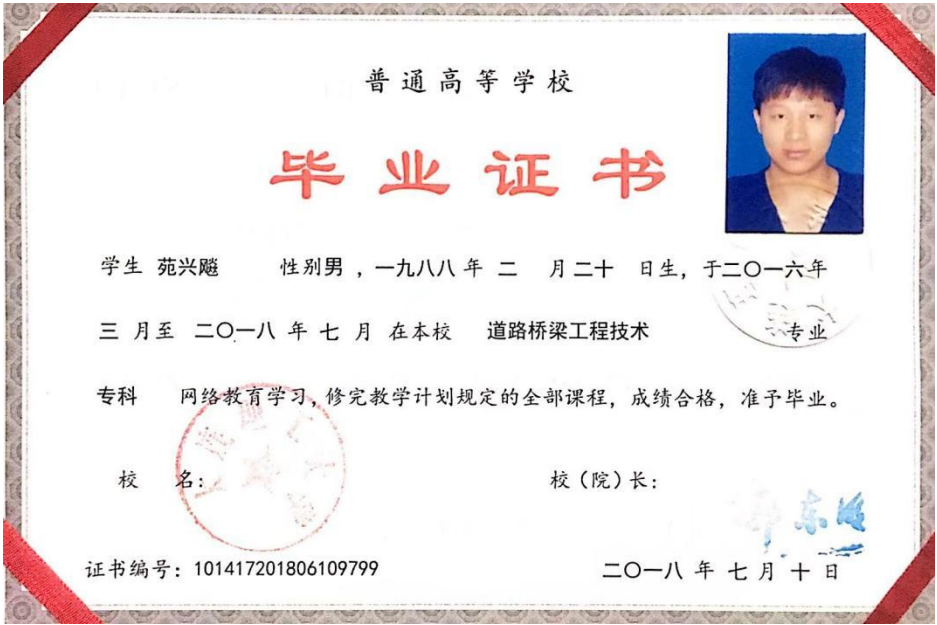 普通高等学校
毕业证书
学生 苑兴飚 性别男，一九八八年 二 月二十 日生，于二〇一六年
三 月至 二〇一八 年 七 月 在本校 道路桥梁工程技术 专业
专科 网络教育学习，修完教学计划规定的全部课程，成绩合格，准予毕业。
校 名： 校（院）长：
证书编号：101417201806109799 二〇一八 年 七 月 十 日